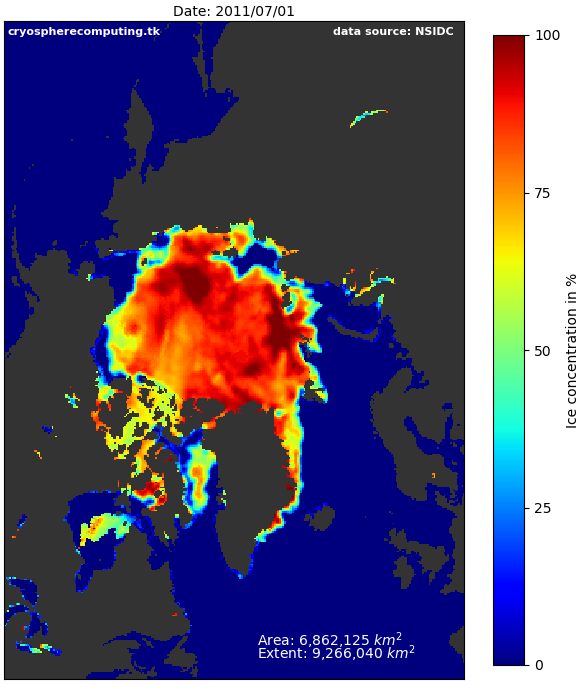 Date: 2011/07/01
cryospherecomputing.tk data source: NSIDC
100
75
50
25
0
Ice concentration in %
Area: 6,862,125 km²
Extent: 9,266,040 km²